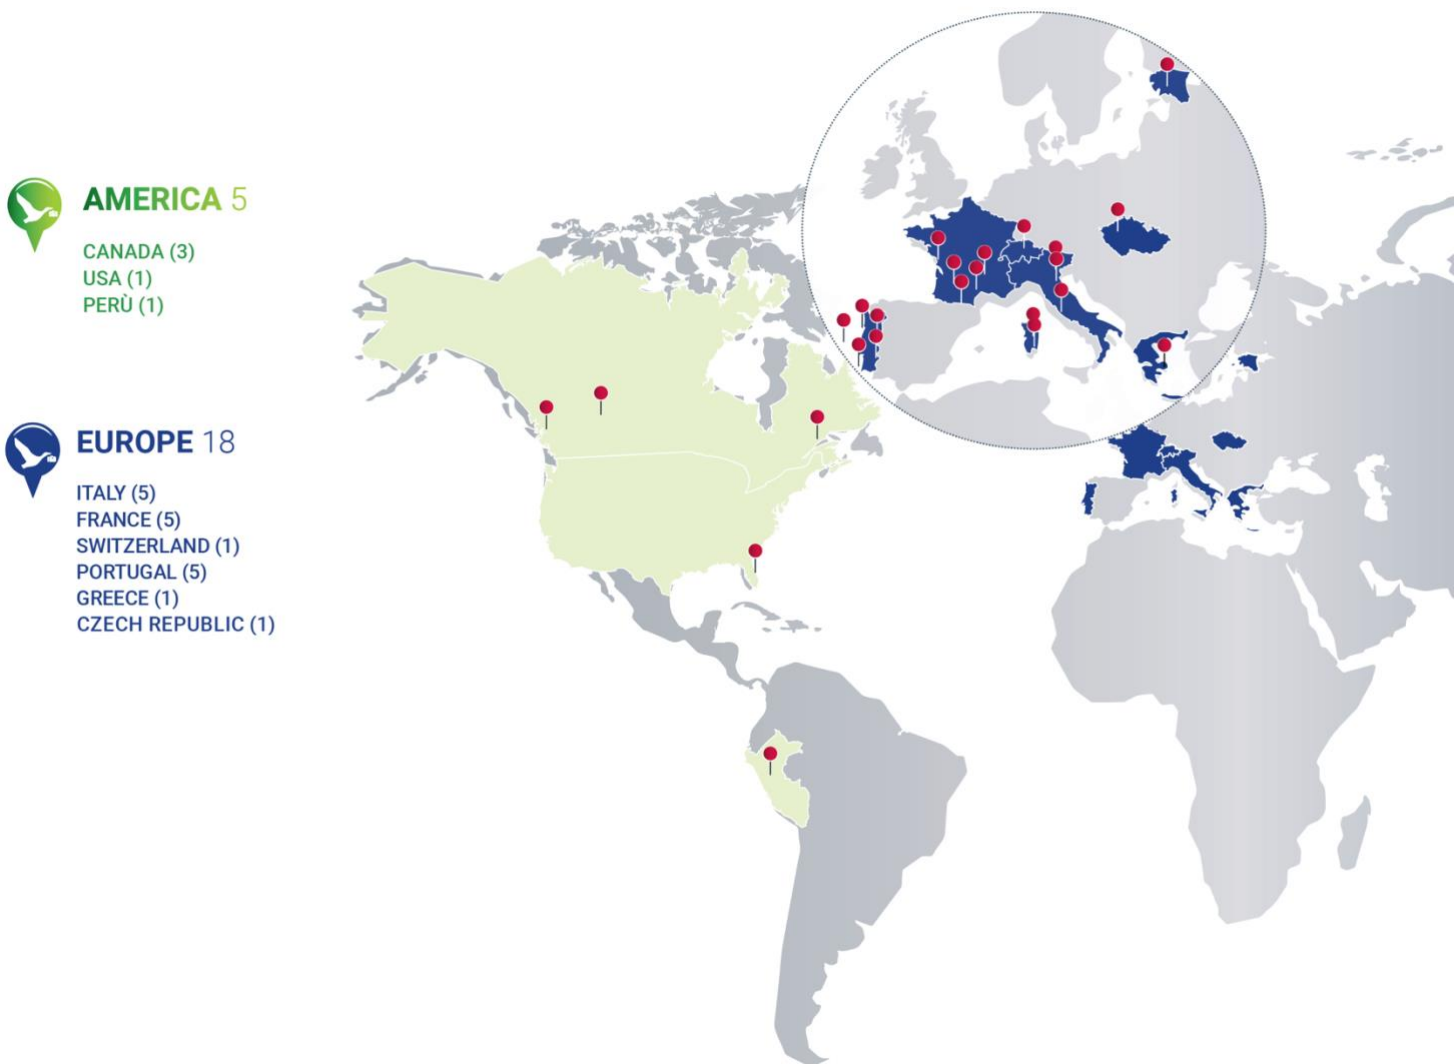 AMERICA 5
CANADA (3)
USA (1)
PERÙ (1)
EUROPE 18
ITALY (5)
FRANCE (5)
SWITZERLAND (1)
PORTUGAL (5)
GREECE (1)
CZECH REPUBLIC (1)